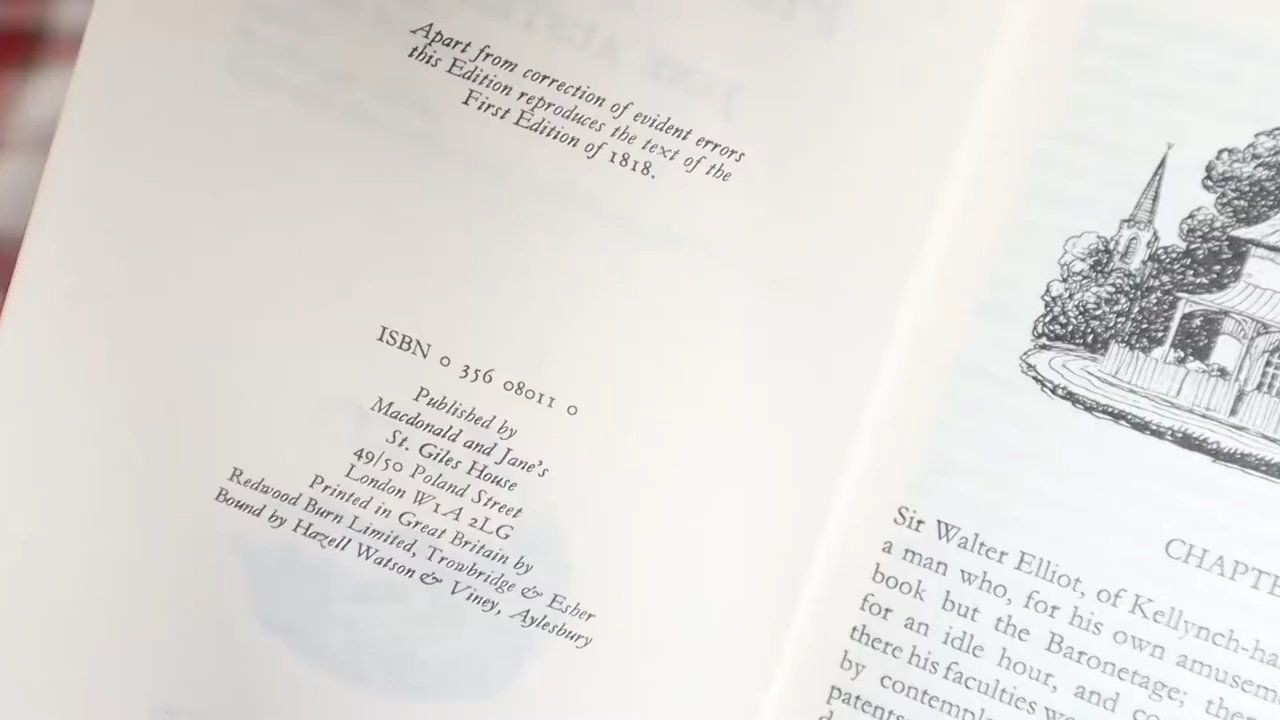 Apart from correction of evident errors
this Edition reproduces the text of the
First Edition of 1818.
ISBN 0 356 08011 0
Published by
Macdonald and Jane's
St. Giles House
49/50 Poland Street
London W1A 2LG
Printed in Great Britain by
Redwood Burn Limited, Trowbridge & Esher
Bound by Hazell Watson & Viney, Aylesbury
CHAPTE
Sir Walter Elliot, of Kellynch-ha
a man who, for his own amusem
book but the Baronetage; ther
for an idle hour, and co
there his faculties we
by contempl
patents